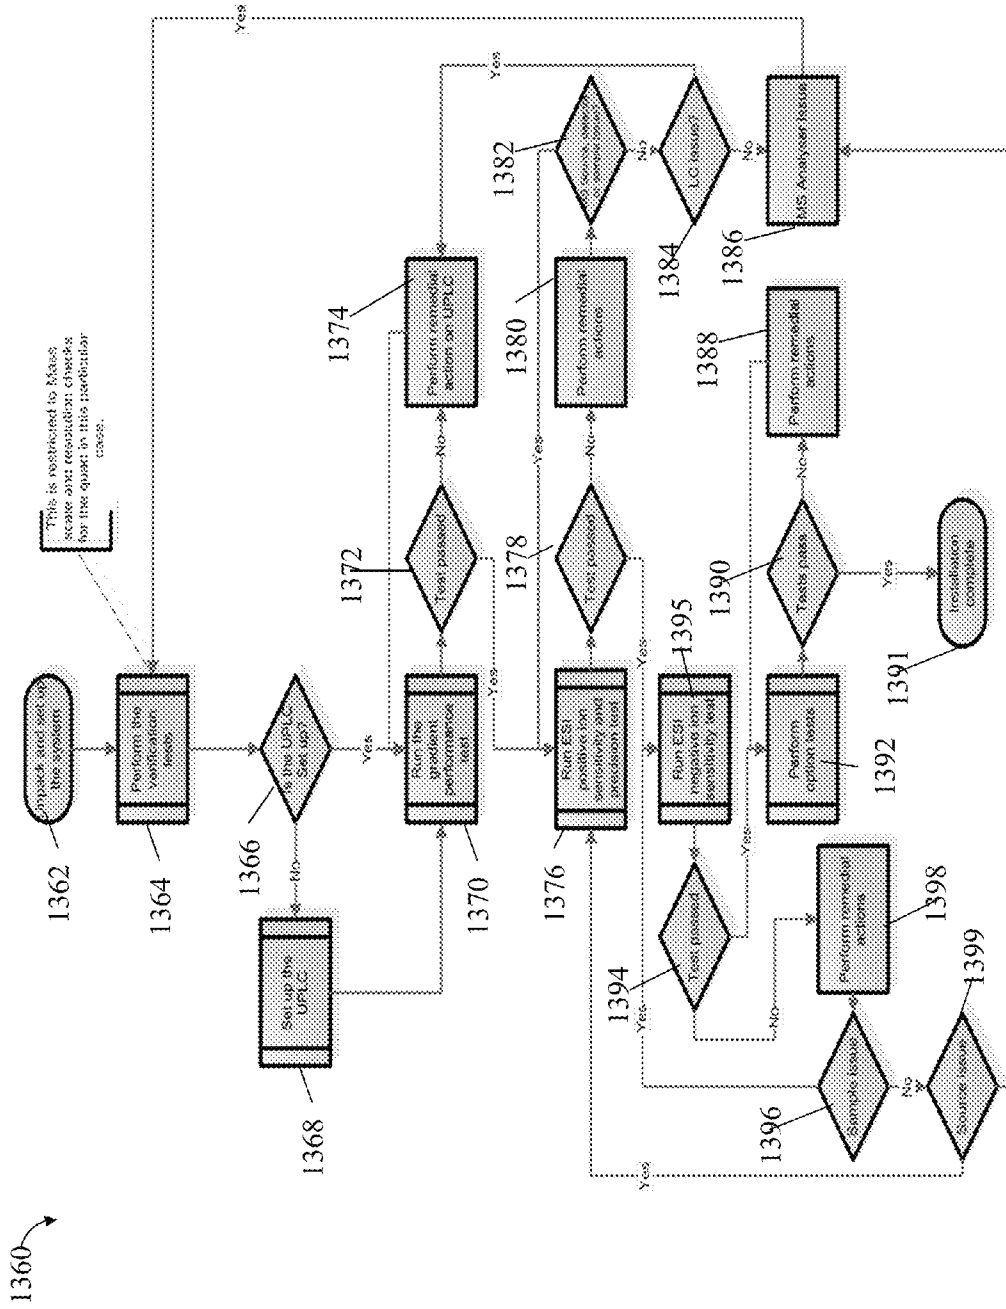 1360
Unpack and set up
the system
1362
This is restricted to Mass
scale and resolution checks
for the quad in this particular
case.
Perform the
verification
tests
1364
Is the UPLC
Set up?
1366
No
Yes
Set up the
UPLC
1368
Run the
gradient
performance
test
1370
Test passed
1372
No
Yes
Perform remedial
action on UPLC
1374
Yes
Yes
Run ESI
positive ion
sensitivity and
resolution test
1376
Test passed
1378
No
Yes
Perform remedial
actions
1380
Yes
1382
No
LC issue?
1384
No
MS Analyser issue
1386
Run ESI
negative ion
sensitivity test
1395
Test passed
1394
No
Yes
Perform
option tests
1392
Tests pass
1390
No
Yes
Perform remedial
actions
1388
Installation
complete
1391
Perform remedial
actions
1398
Sample issue
1396
Yes
No
Source issue
1399
Yes